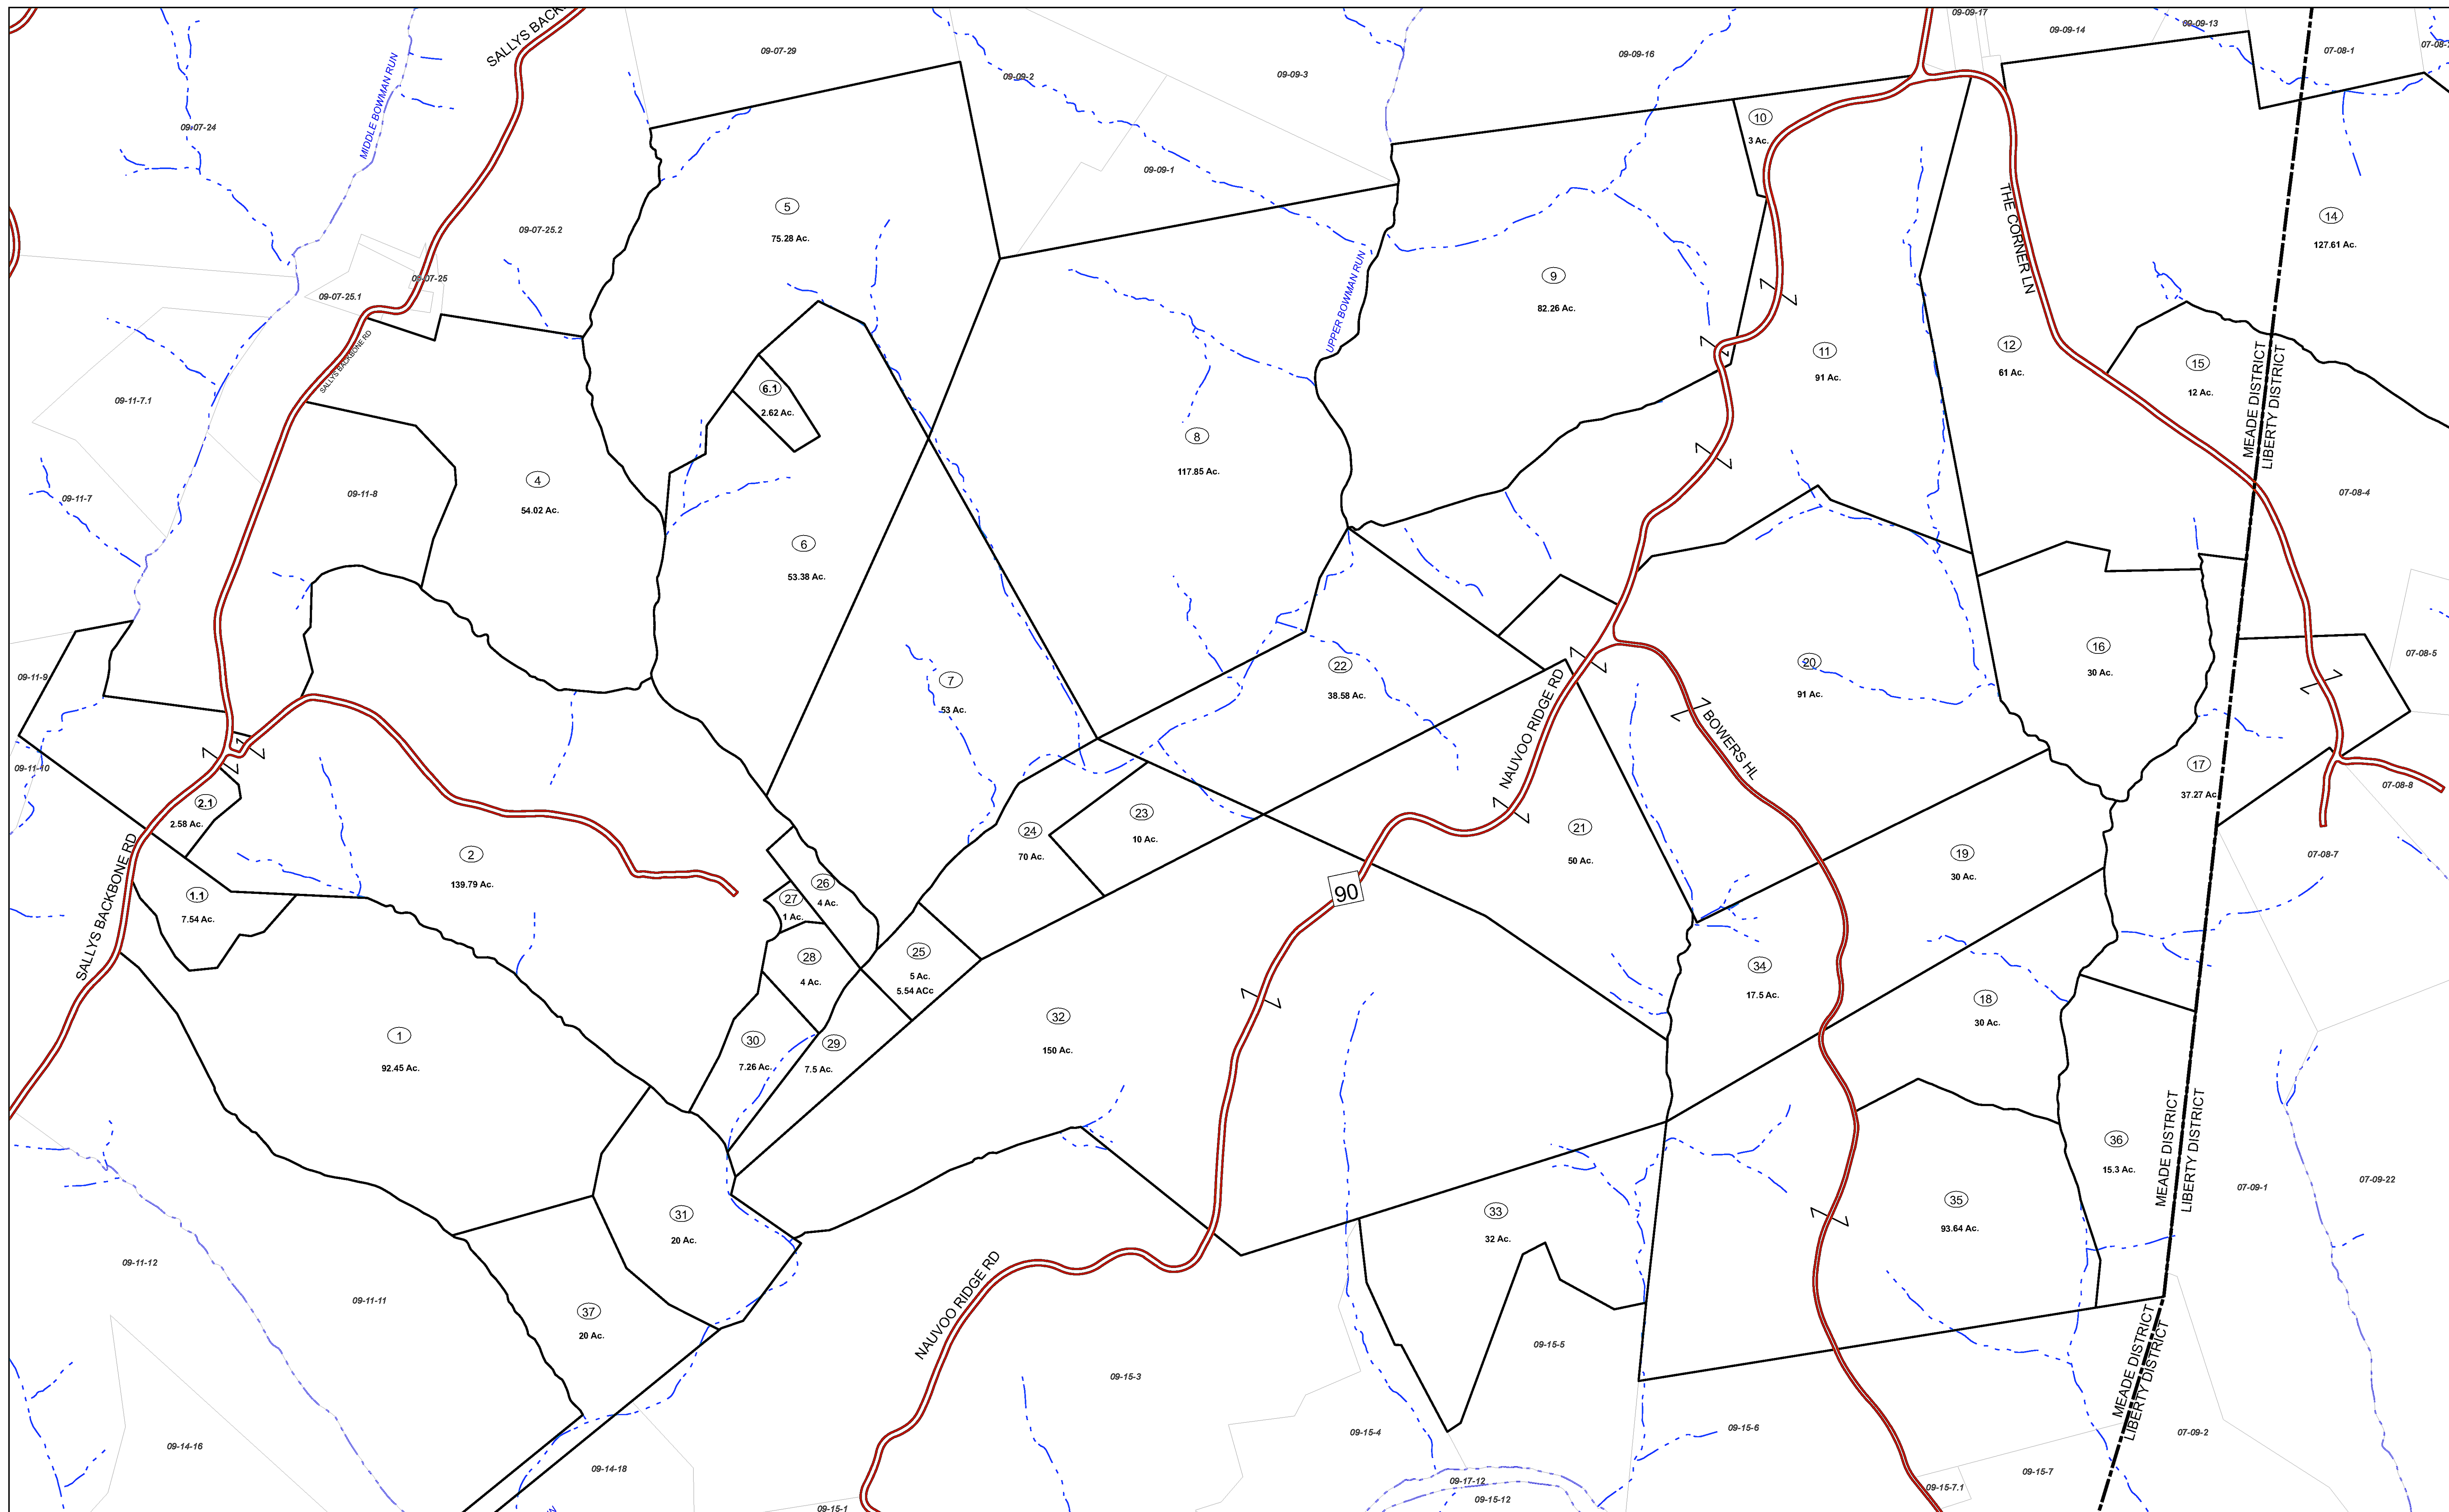 SALLYS BACK
09-07-29
09-09-2
09-09-3
09-09-16
09-09-17
09-09-14
09-09-13
07-08-1
07-08-
MIDDLE BOWMAN RUN
09-07-24
10
3 Ac.
09-09-1
5
75.28 Ac.
09-07-25.2
THE CORNER LN
14
127.61 Ac.
09-07-25
09-07-25.1
UPPER BOWMAN RUN
9
82.26 Ac.
SALLYS BACKBONE RD
11
91 Ac.
12
61 Ac.
15
12 Ac.
MEADE DISTRICT
LIBERTY DISTRICT
09-11-7.1
6.1
2.62 Ac.
8
117.85 Ac.
09-11-7
09-11-8
4
54.02 Ac.
07-08-4
6
53.38 Ac.
09-11-9
7
53 Ac.
22
38.58 Ac.
20
91 Ac.
16
30 Ac.
07-08-5
NAUVOO RIDGE RD
BOWERS HL
09-11-10
17
37.27 Ac.
07-08-8
2.1
2.58 Ac.
24
70 Ac.
23
10 Ac.
21
50 Ac.
2
139.79 Ac.
19
30 Ac.
07-08-7
SALLYS BACKBONE RD
1.1
7.54 Ac.
26
4 Ac.
27
1 Ac.
90
28
4 Ac.
25
5 Ac.
5.54 ACc
34
17.5 Ac.
18
30 Ac.
1
92.45 Ac.
30
7.26 Ac.
29
7.5 Ac.
32
150 Ac.
36
15.3 Ac.
MEADE DISTRICT
LIBERTY DISTRICT
07-09-1
07-09-22
31
20 Ac.
33
32 Ac.
35
93.64 Ac.
09-11-12
09-11-11
NAUVOO RIDGE RD
37
20 Ac.
09-15-5
09-15-3
MEADE DISTRICT
LIBERTY DISTRICT
09-14-16
09-15-4
09-15-6
07-09-2
09-14-18
09-17-12
09-15-7
09-15-7.1
09-15-12
09-15-1